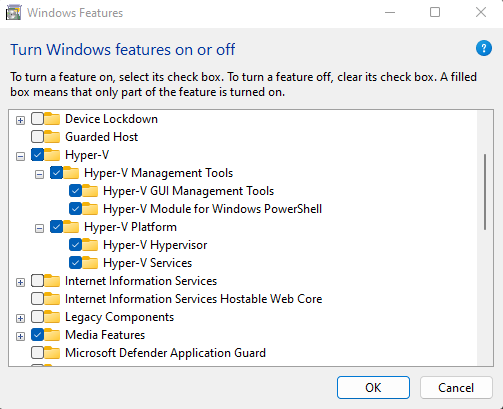 Windows Features
Turn Windows features on or off
?
To turn a feature on, select its check box. To turn a feature off, clear its check box. A filled
box means that only part of the feature is turned on.
Device Lockdown
Guarded Host
Hyper-V
Hyper-V Management Tools
Hyper-V GUI Management Tools
Hyper-V Module for Windows PowerShell
Hyper-V Platform
Hyper-V Hypervisor
Hyper-V Services
Internet Information Services
Internet Information Services Hostable Web Core
Legacy Components
Media Features
Microsoft Defender Application Guard
OK
Cancel